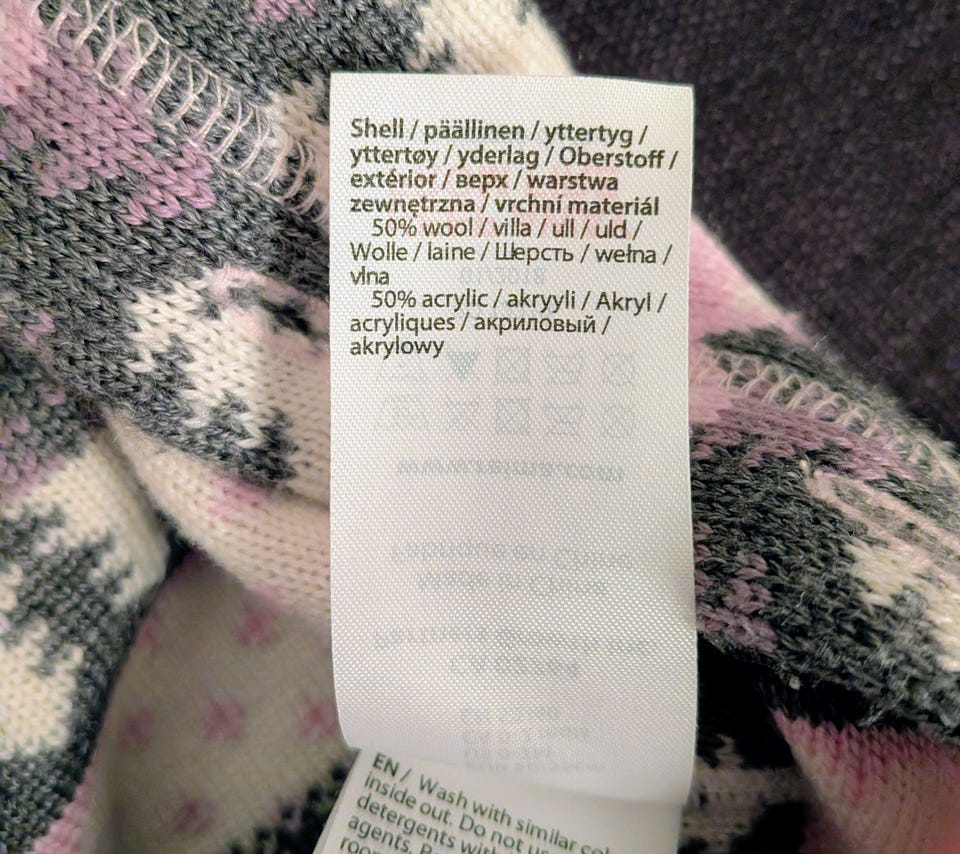 Shell / päällinen / yttertyg /
yttertøy / yderlag / Oberstoff /
extérior / верх / warstwa
zewnętrzna / vrchní materiál
50% wool / villa / ull / uld /
Wolle / laine / Шерсть / wełna /
vlna
50% acrylic / akryyli / Akryl /
acryliques / акриловый /
akrylowy
EN / Wash with similar
inside out. Do not
detergents
agents.